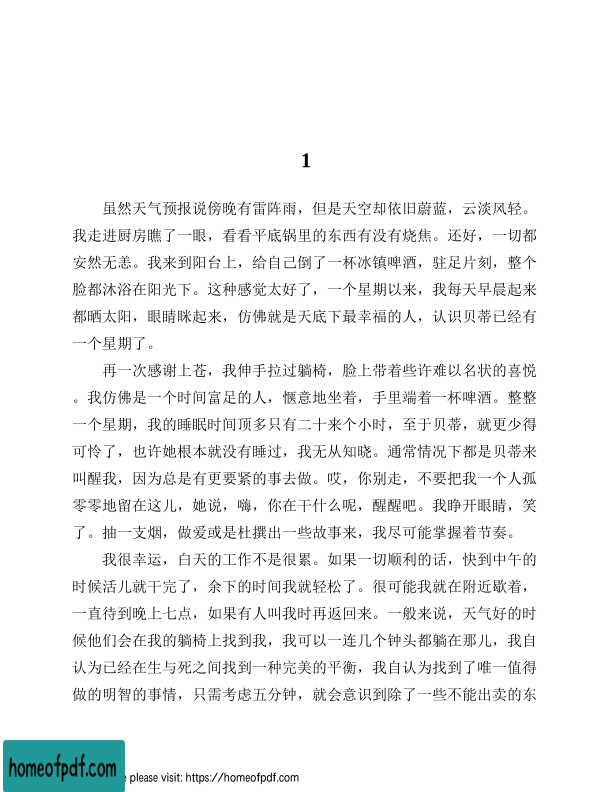 1
虽然天气预报说傍晚有雷阵雨，但是天空却依旧蔚蓝，云淡风轻。
我走进厨房瞧了一眼，看看平底锅里的东西有没有烧焦。还好，一切都
安然无恙。我来到阳台上，给自己倒了一杯冰镇啤酒，驻足片刻，整个
脸都沐浴在阳光下。这种感觉太好了，一个星期以来，我每天早晨起来
都晒太阳，眼睛眯起来，仿佛就是天底下最幸福的人，认识贝蒂已经有
一个星期了。
再一次感谢上苍，我伸手拉过躺椅，脸上带着些许难以名状的喜悦
。我仿佛是一个时间富足的人，惬意地坐着，手里端着一杯啤酒。整整
一个星期，我的睡眠时间顶多只有二十来个小时，至于贝蒂，就更少得
可怜了，也许她根本就没有睡过，我无从知晓。通常情况下都是贝蒂来
叫醒我，因为总是有更要紧的事去做。哎，你别走，不要把我一个人孤
零零地留在这儿，她说，嗨，你在干什么呢，醒醒吧。我睁开眼睛，笑
了。抽一支烟，做爱或是杜撰出一些故事来，我尽可能掌握着节奏。
我很幸运，白天的工作不是很累。如果一切顺利的话，快到中午的
时候活儿就干完了，余下的时间我就轻松了。很可能我就在附近歇着，
一直待到晚上七点，如果有人叫我时再返回来。一般来说，天气好的时
候他们会在我的躺椅上找到我，我可以一连几个钟头都躺在那儿，我自
认为已经在生与死之间找到一种完美的平衡，我自认为找到了唯一值得
做的明智的事情，只需考虑五分钟，就会意识到除了一些不能出卖的东
homeofpdf.com
please visit: https://homeofpdf.com